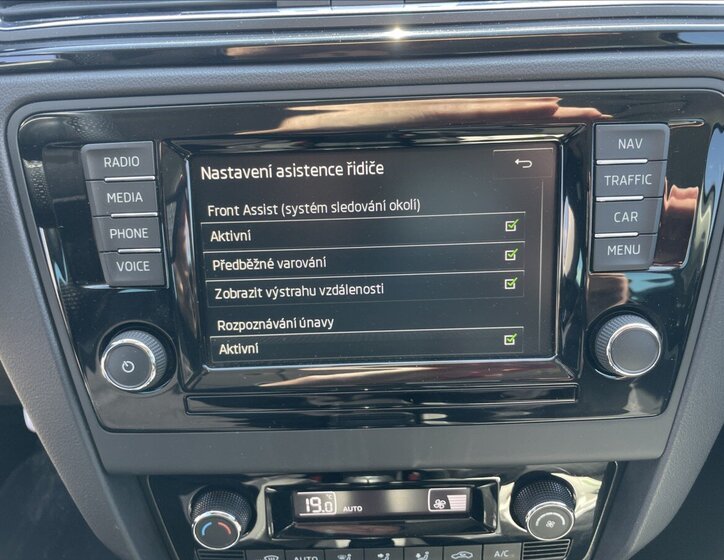 RADIO
MEDIA
PHONE
VOICE
Nastavení asistence řidiče
Front Assist (systém sledování okolí)
Aktivní
Předběžné varování
Zobrazit výstrahu vzdálenosti
Rozpoznávání únavy
Aktivní
NAV
TRAFFIC
CAR
MENU
19.0 AUTO
AUTO
A/C